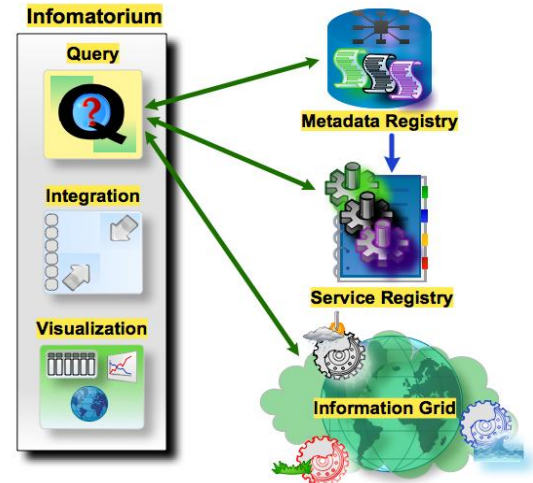 Infomatorium
Query
Q
?
Metadata Registry
Integration
Service Registry
Visualization
Information Grid